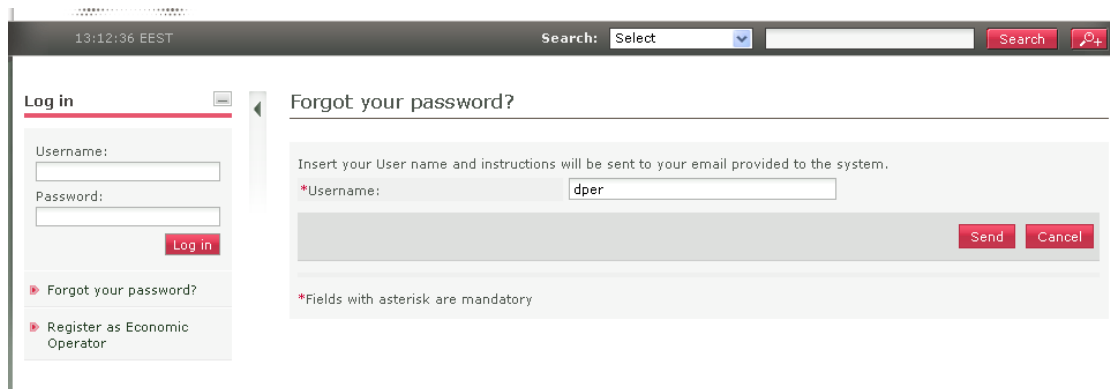 13:12:36 EEST
Search: Select Search
Log in
Username:
Password:
Log in
Forgot your password?
Register as Economic
Operator
Forgot your password?
Insert your User name and instructions will be sent to your email provided to the system.
*Username: dper
Send Cancel
*Fields with asterisk are mandatory